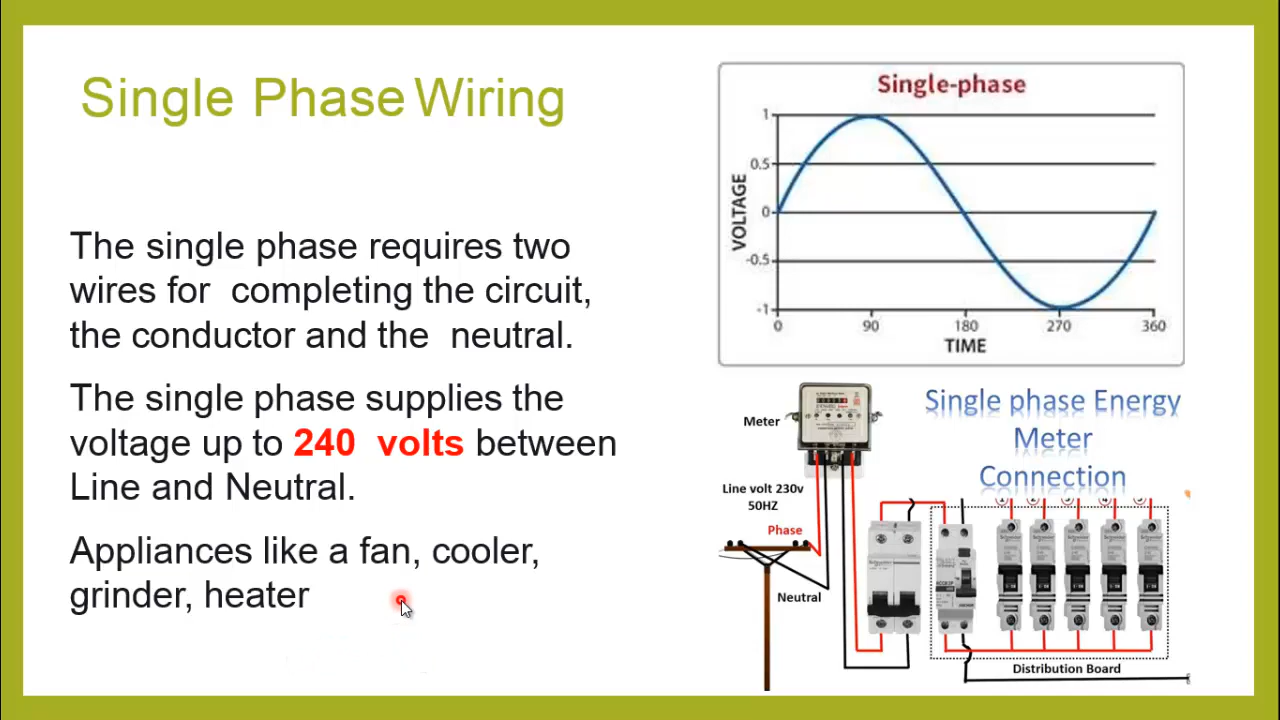 Single Phase Wiring
The single phase requires two
wires for completing the circuit,
the conductor and the neutral.
The single phase supplies the
voltage up to 240 volts between
Line and Neutral.
Appliances like a fan, cooler,
grinder, heater
Single-phase
VOLTAGE
1
0.5
0
-0.5
-1
0 90 180 270 360
TIME
Single phase Energy
Meter
Connection
Meter
Line volt 230v
50HZ
Phase
Neutral
Distribution Board